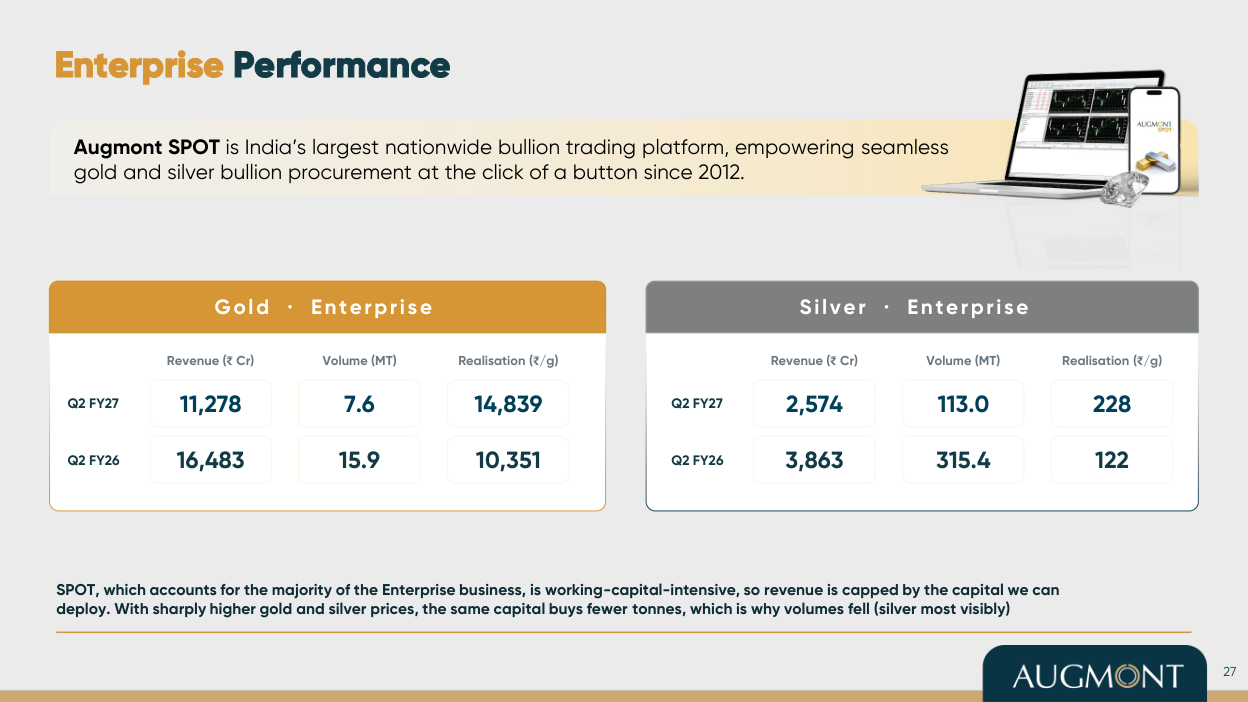 Enterprise Performance
Augmont SPOT is India's largest nationwide bullion trading platform, empowering seamless
gold and silver bullion procurement at the click of a button since 2012.
AUGMONT
SPOT
Gold · Enterprise
Revenue (₹ Cr) Volume (MT) Realisation (₹/g)
Q2 FY27 11,278 7.6 14,839
Q2 FY26 16,483 15.9 10,351
Silver · Enterprise
Revenue (₹ Cr) Volume (MT) Realisation (₹/g)
Q2 FY27 2,574 113.0 228
Q2 FY26 3,863 315.4 122
SPOT, which accounts for the majority of the Enterprise business, is working-capital-intensive, so revenue is capped by the capital we can
deploy. With sharply higher gold and silver prices, the same capital buys fewer tonnes, which is why volumes fell (silver most visibly)
AUGMONT
27